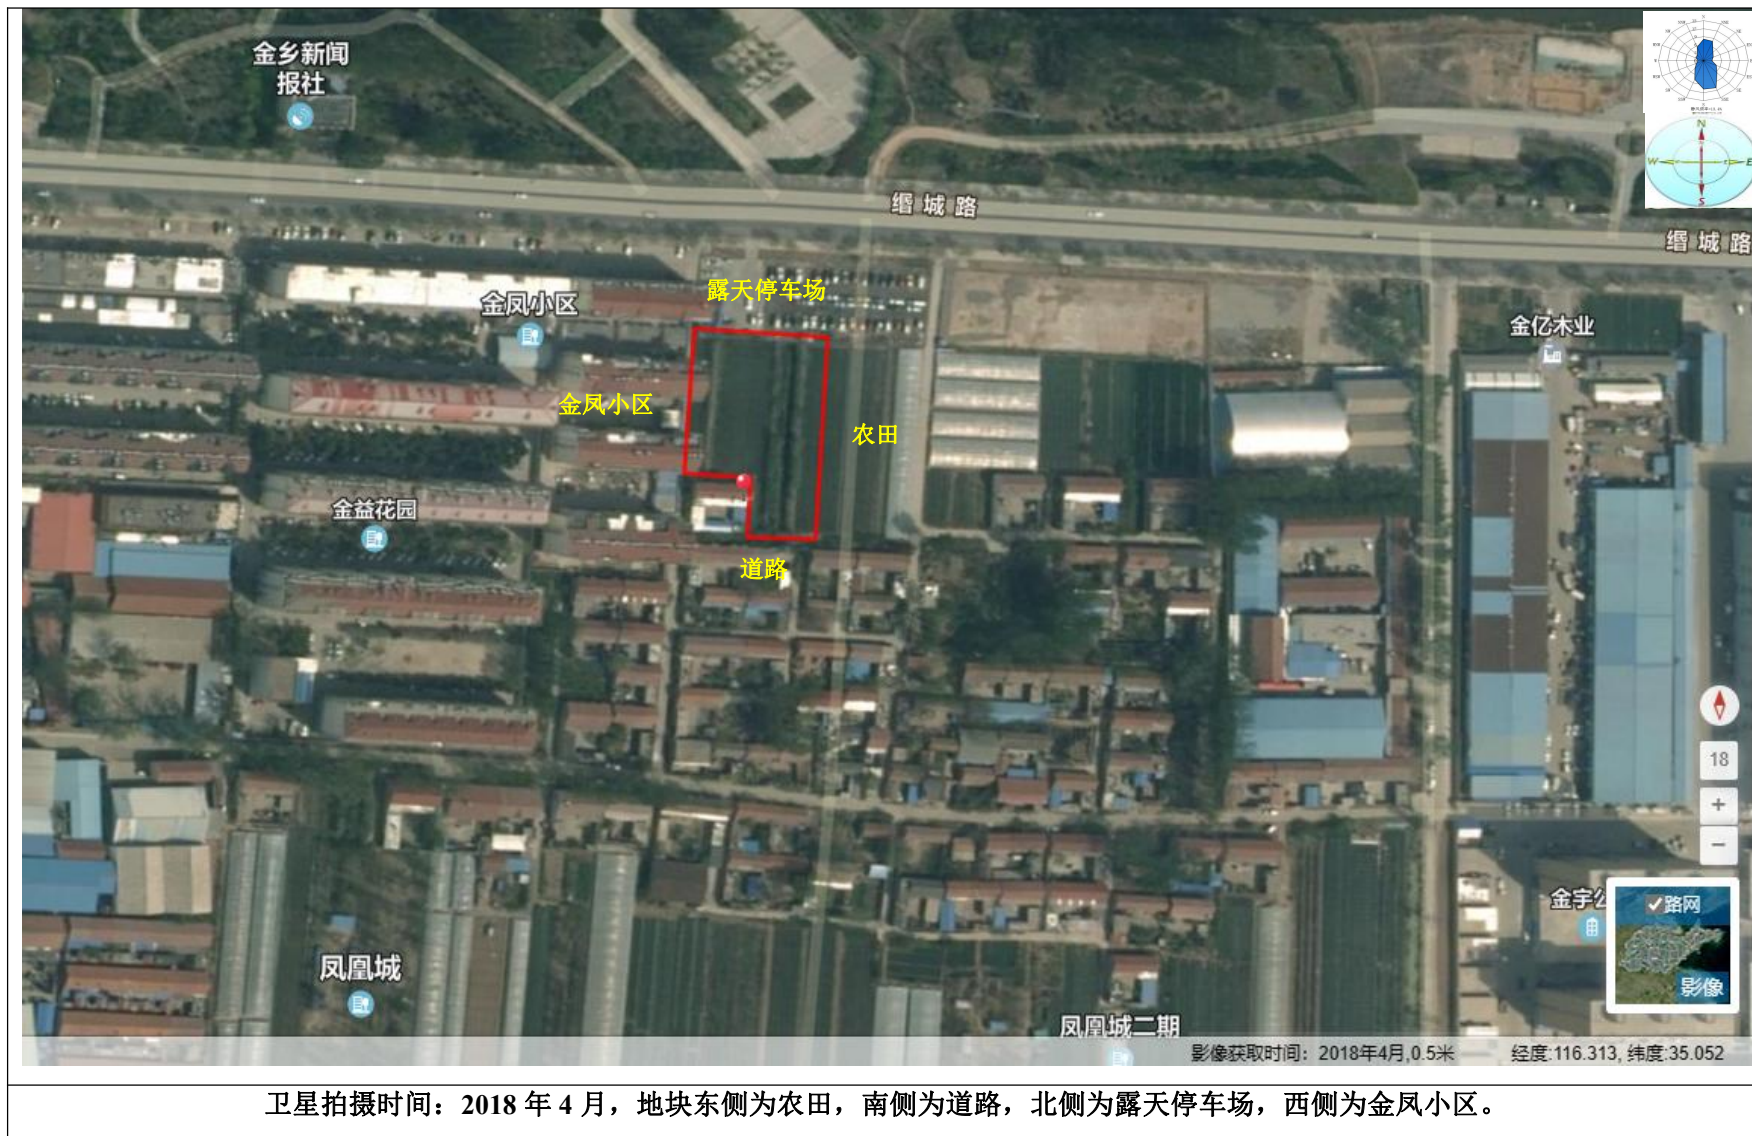 金乡新闻
报社
N
W
E
S
缗城路
缗城路
露天停车场
金凤小区
金亿木业
金凤小区
农田
金益花园
道路
18
+
−
金宇公
路网
影像
凤凰城
凤凰城二期
影像获取时间：2018年4月,0.5米
经度:116.313, 纬度:35.052
卫星拍摄时间：2018 年 4 月，地块东侧为农田，南侧为道路，北侧为露天停车场，西侧为金凤小区。